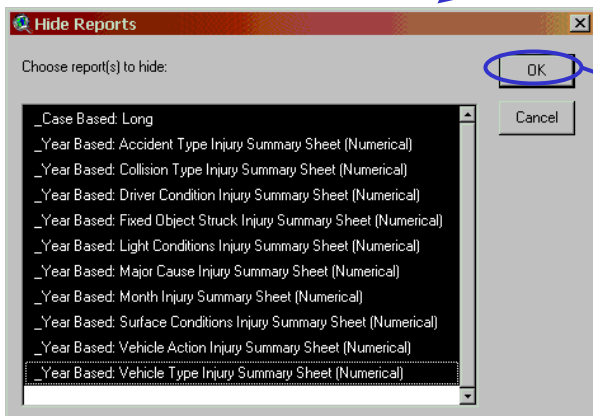 Hide Reports
Choose report(s) to hide:
OK
Cancel
_Case Based: Long
_Year Based: Accident Type Injury Summary Sheet (Numerical)
_Year Based: Collision Type Injury Summary Sheet (Numerical)
_Year Based: Driver Condition Injury Summary Sheet (Numerical)
_Year Based: Fixed Object Struck Injury Summary Sheet (Numerical)
_Year Based: Light Conditions Injury Summary Sheet (Numerical)
_Year Based: Major Cause Injury Summary Sheet (Numerical)
_Year Based: Month Injury Summary Sheet (Numerical)
_Year Based: Surface Conditions Injury Summary Sheet (Numerical)
_Year Based: Vehicle Action Injury Summary Sheet (Numerical)
_Year Based: Vehicle Type Injury Summary Sheet (Numerical)